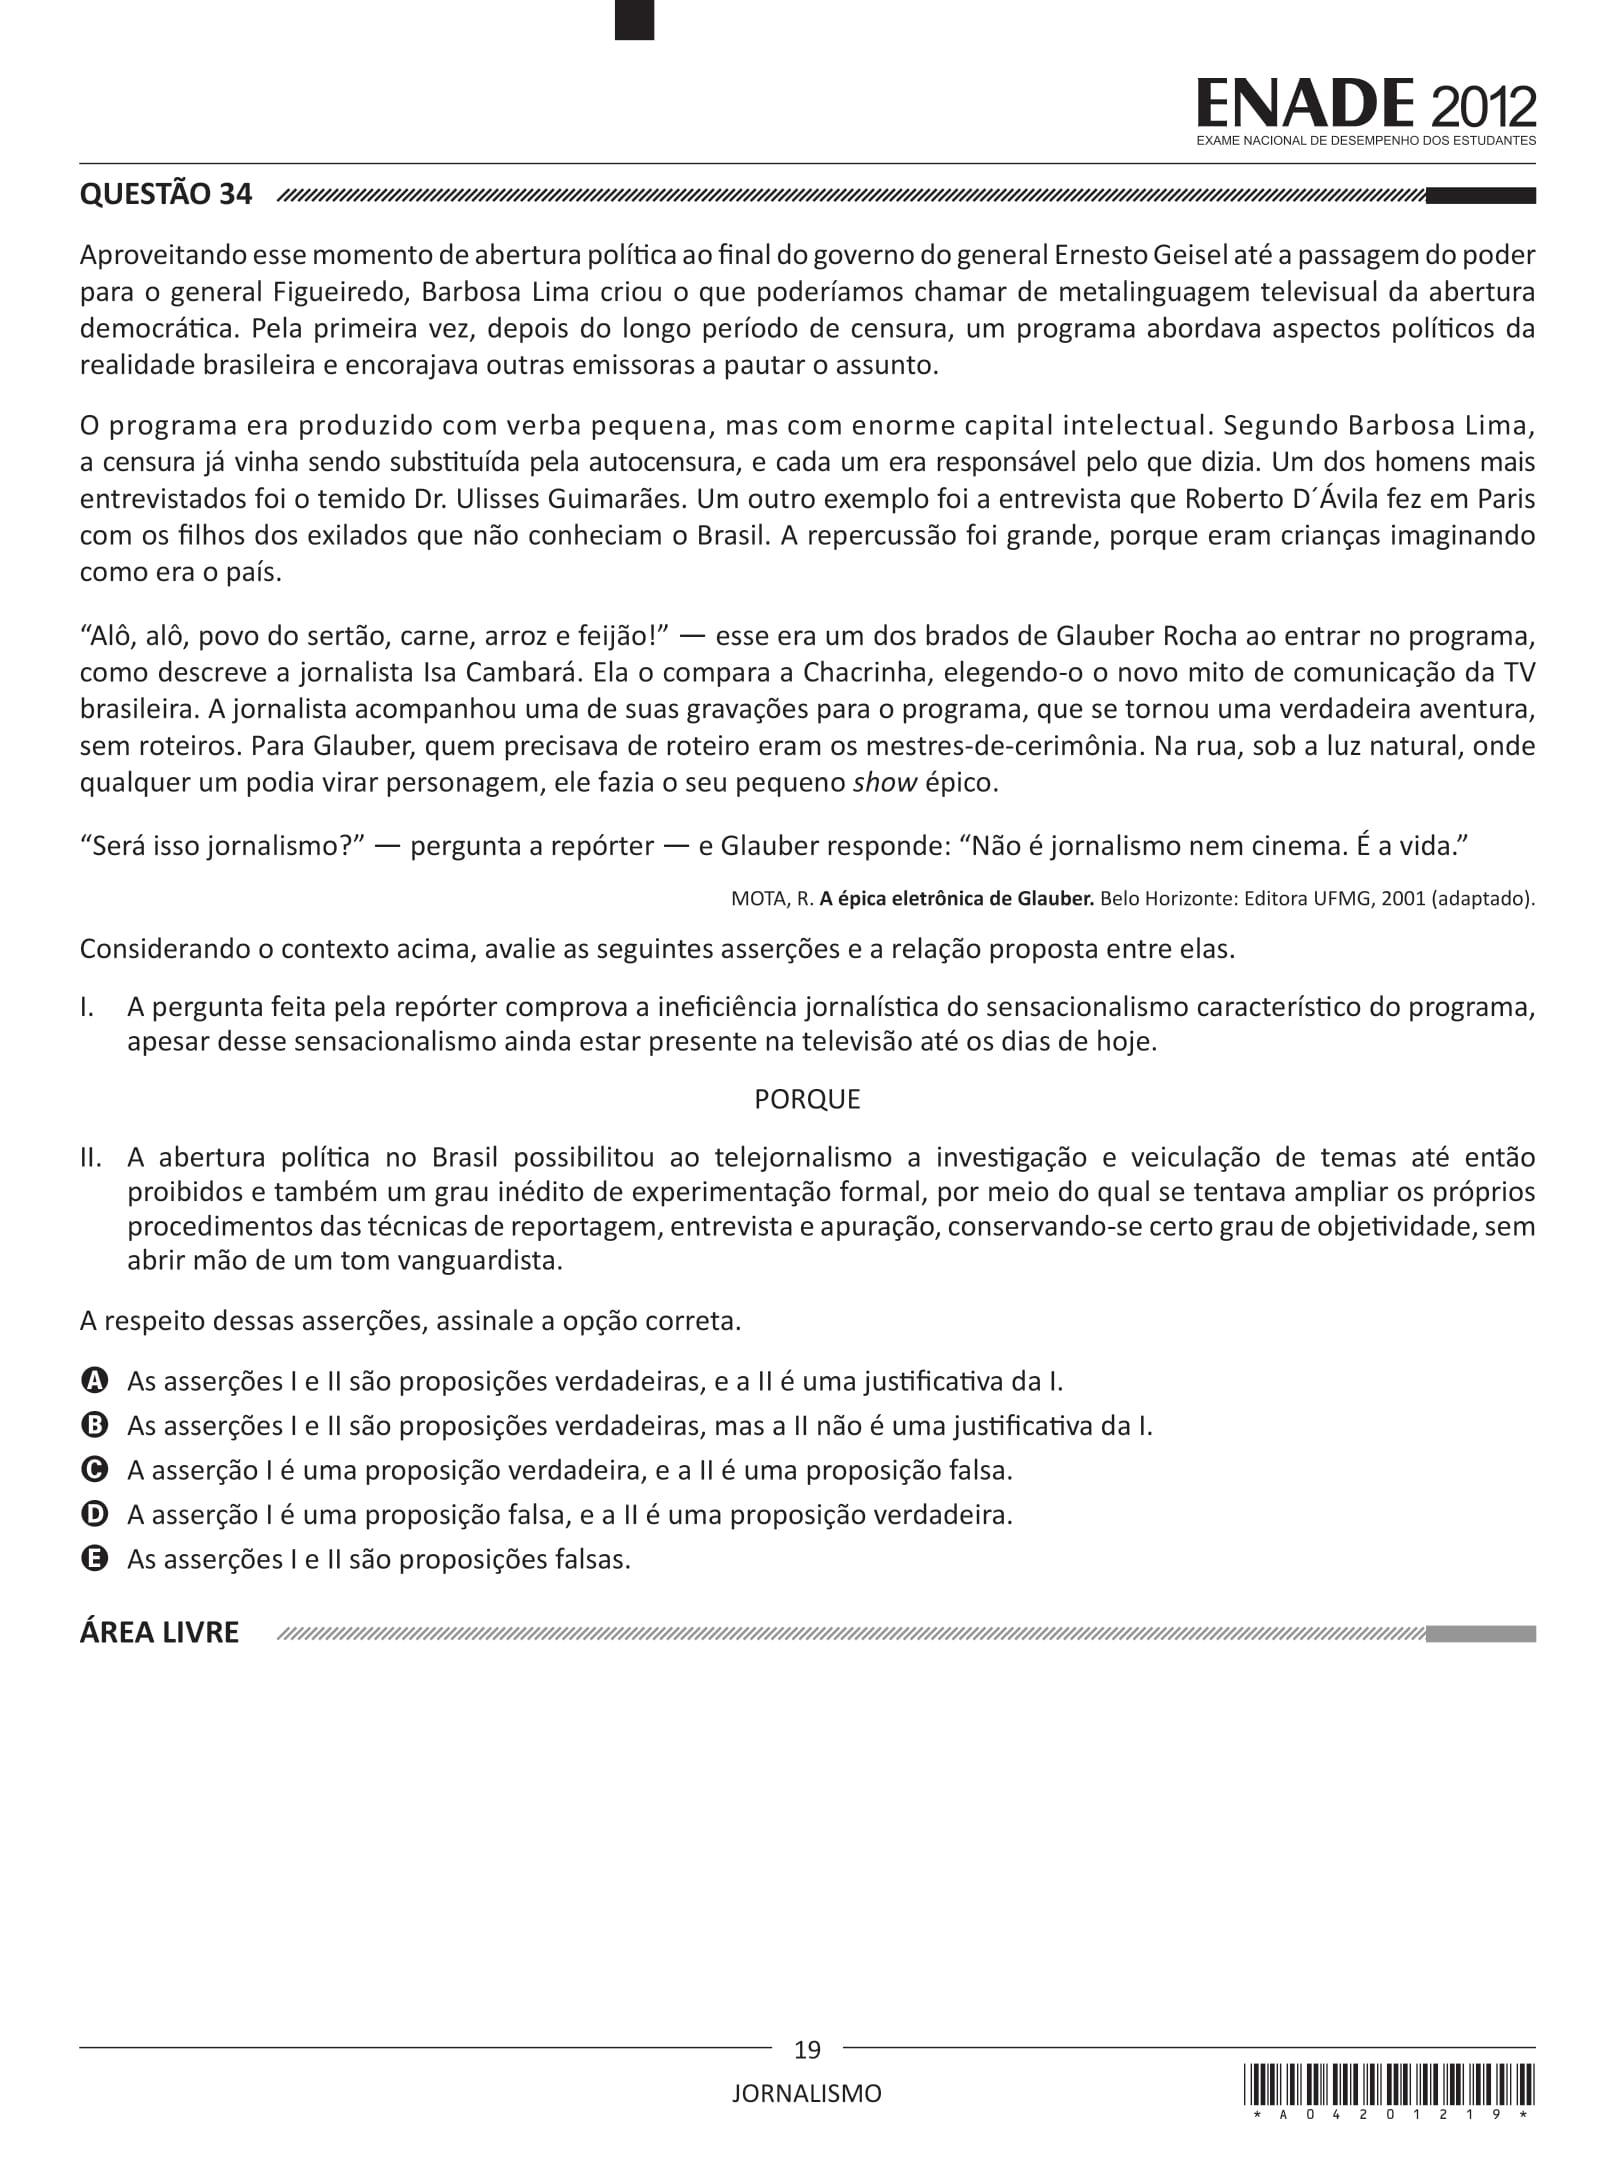 ENADE 2012
EXAME NACIONAL DE DESEMPENHO DOS ESTUDANTES
QUESTÃO 34
Aproveitando esse momento de abertura política ao final do governo do general Ernesto Geisel até a passagem do poder
para o general Figueiredo, Barbosa Lima criou o que poderíamos chamar de metalinguagem televisual da abertura
democrática. Pela primeira vez, depois do longo período de censura, um programa abordava aspectos políticos da
realidade brasileira e encorajava outras emissoras a pautar o assunto.
O programa era produzido com verba pequena, mas com enorme capital intelectual. Segundo Barbosa Lima,
a censura já vinha sendo substituída pela autocensura, e cada um era responsável pelo que dizia. Um dos homens mais
entrevistados foi o temido Dr. Ulisses Guimarães. Um outro exemplo foi a entrevista que Roberto D´Ávila fez em Paris
com os filhos dos exilados que não conheciam o Brasil. A repercussão foi grande, porque eram crianças imaginando
como era o país.
“Alô, alô, povo do sertão, carne, arroz e feijão!” — esse era um dos brados de Glauber Rocha ao entrar no programa,
como descreve a jornalista Isa Cambará. Ela o compara a Chacrinha, elegendo-o o novo mito de comunicação da TV
brasileira. A jornalista acompanhou uma de suas gravações para o programa, que se tornou uma verdadeira aventura,
sem roteiros. Para Glauber, quem precisava de roteiro eram os mestres-de-cerimônia. Na rua, sob a luz natural, onde
qualquer um podia virar personagem, ele fazia o seu pequeno show épico.
“Será isso jornalismo?” — pergunta a repórter — e Glauber responde: “Não é jornalismo nem cinema. É a vida.”
MOTA, R. A épica eletrônica de Glauber. Belo Horizonte: Editora UFMG, 2001 (adaptado).
Considerando o contexto acima, avalie as seguintes asserções e a relação proposta entre elas.
I. A pergunta feita pela repórter comprova a ineficiência jornalística do sensacionalismo característico do programa,
apesar desse sensacionalismo ainda estar presente na televisão até os dias de hoje.
PORQUE
II. A abertura política no Brasil possibilitou ao telejornalismo a investigação e veiculação de temas até então
proibidos e também um grau inédito de experimentação formal, por meio do qual se tentava ampliar os próprios
procedimentos das técnicas de reportagem, entrevista e apuração, conservando-se certo grau de objetividade, sem
abrir mão de um tom vanguardista.
A respeito dessas asserções, assinale a opção correta.
A As asserções I e II são proposições verdadeiras, e a II é uma justificativa da I.
B As asserções I e II são proposições verdadeiras, mas a II não é uma justificativa da I.
C A asserção I é uma proposição verdadeira, e a II é uma proposição falsa.
D A asserção I é uma proposição falsa, e a II é uma proposição verdadeira.
E As asserções I e II são proposições falsas.
ÁREA LIVRE
19
JORNALISMO
* A 0 4 2 0 1 2 1 9 *